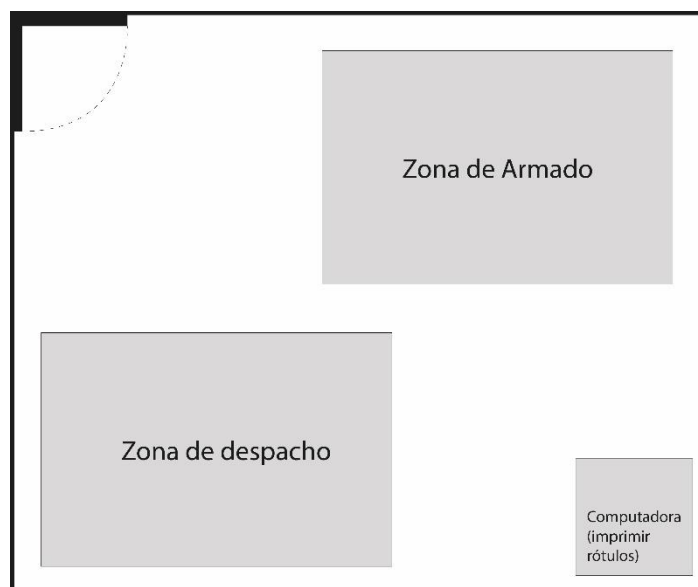 Zona de Armado
Zona de despacho
Computadora
(imprimir
rótulos)